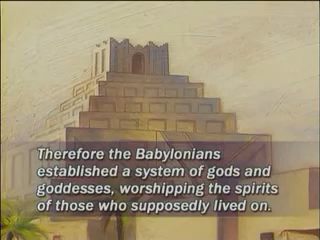 Therefore the Babylonians
established a system of gods and
goddesses, worshipping the spirits
of those who supposedly lived on.